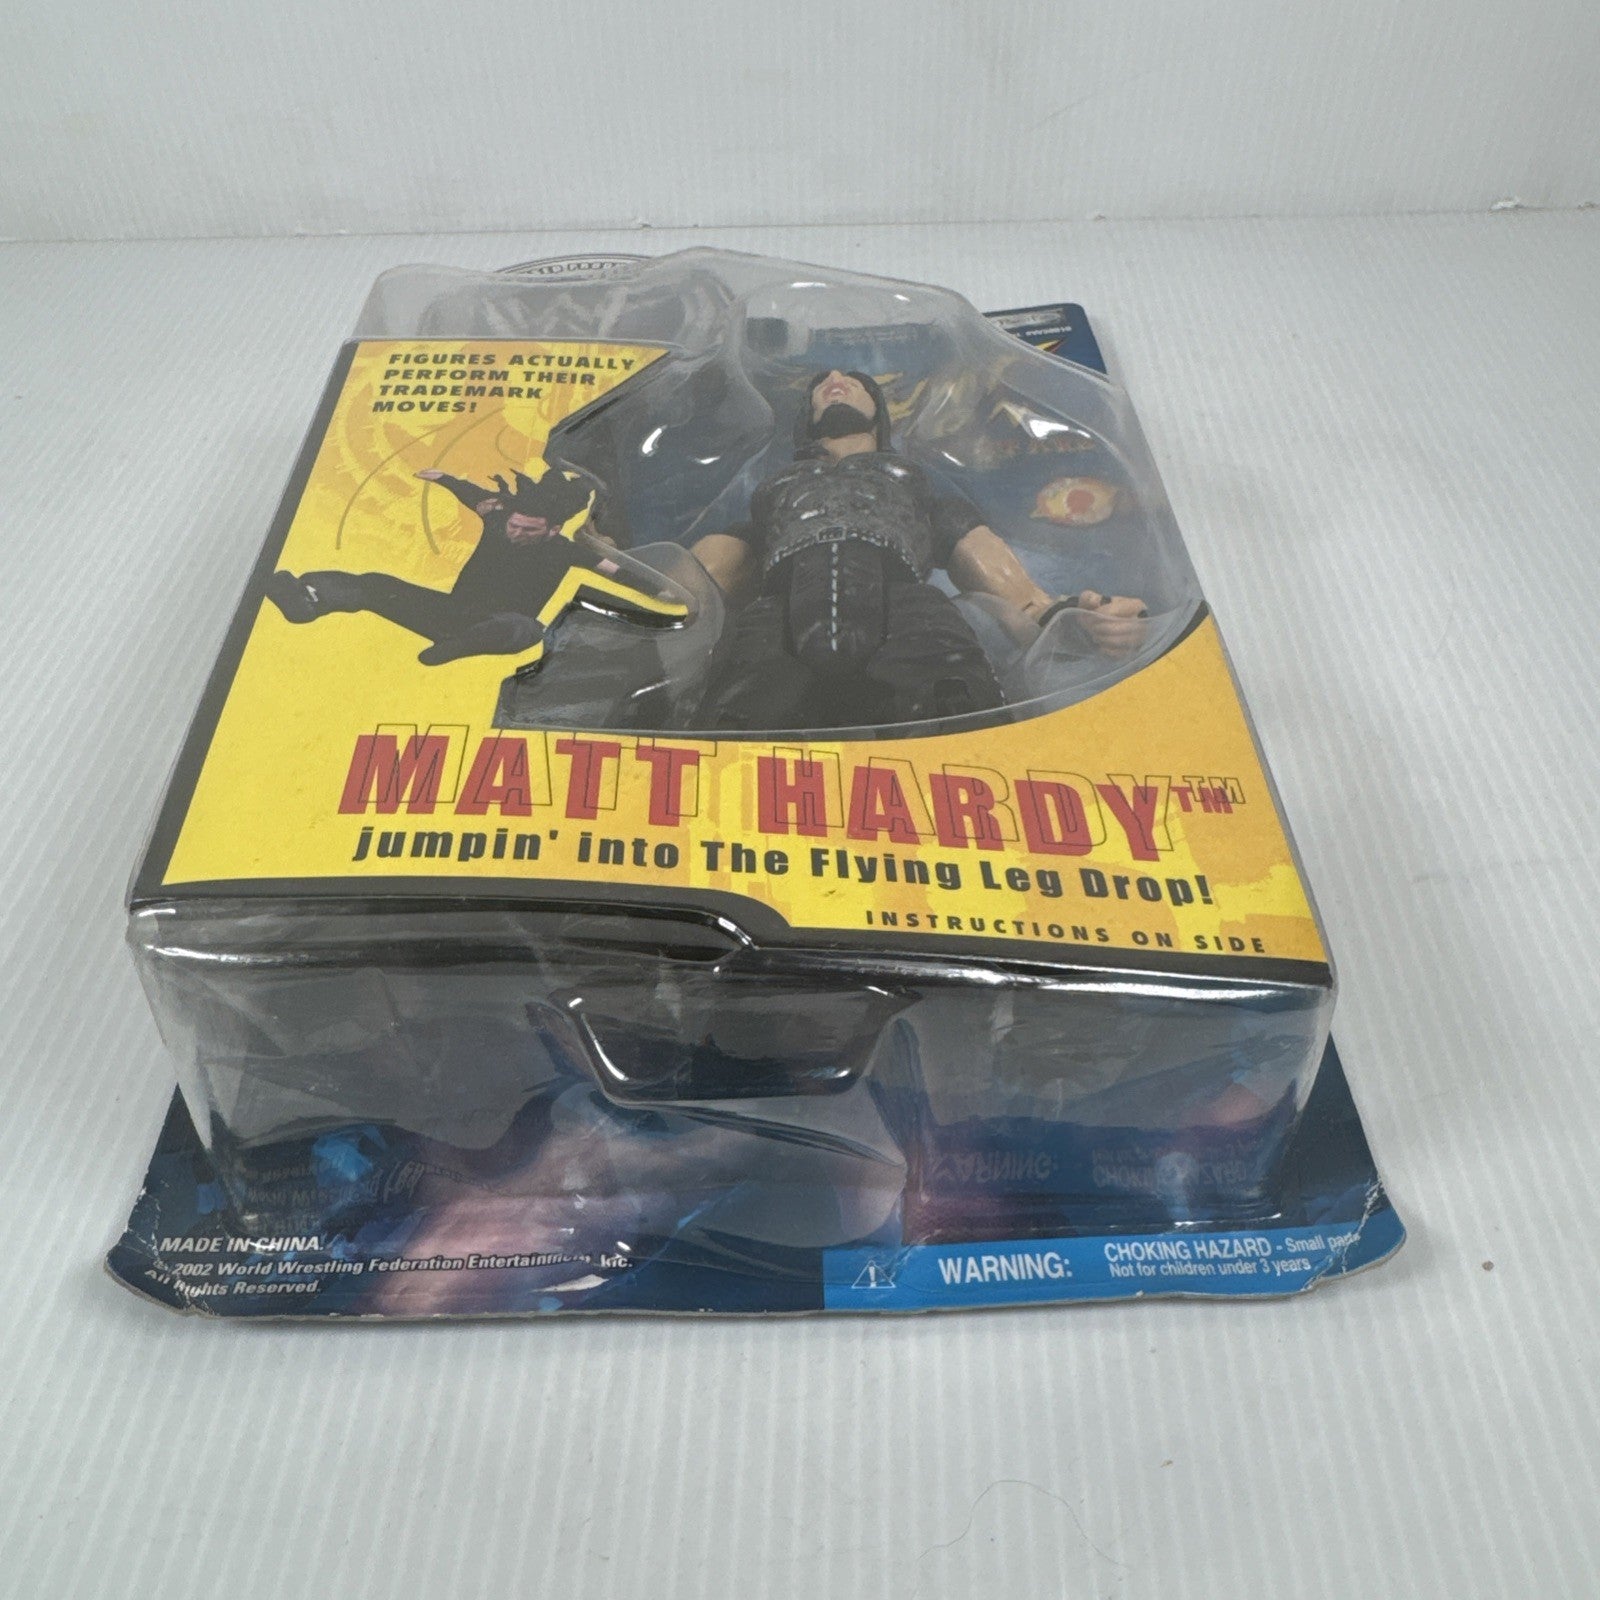 FIGURES ACTUALLY
PERFORM THEIR
TRADEMARK
MOVES!
MATT HARDY™
jumpin' into The Flying Leg Drop!
INSTRUCTIONS ON SIDE
MADE IN CHINA.
© 2002 World Wrestling Federation Entertainment, Inc.
All Rights Reserved.
WARNING:
CHOKING HAZARD - Small parts
Not for children under 3 years